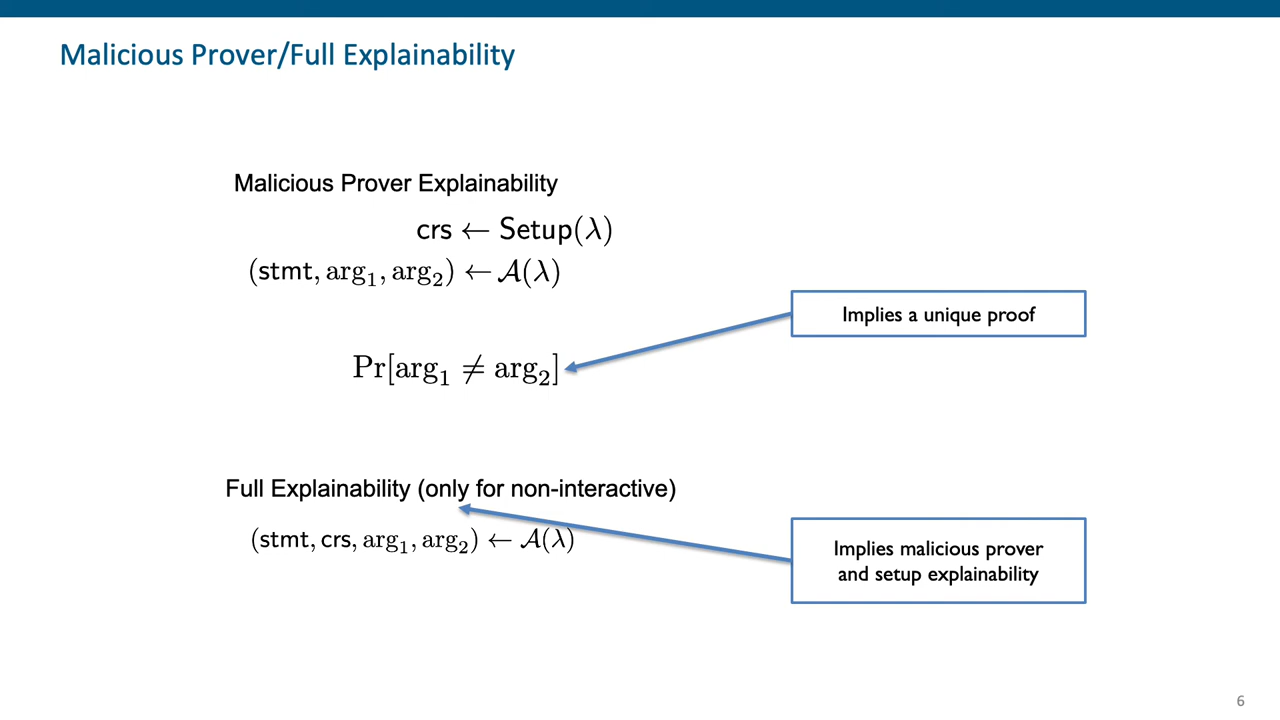 Malicious Prover/Full Explainability
Malicious Prover Explainability
crs ← Setup(λ)
(stmt, arg₁, arg₂) ← 𝒜(λ)
Implies a unique proof
Pr[arg₁ ≠ arg₂]
Full Explainability (only for non-interactive)
(stmt, crs, arg₁, arg₂) ← 𝒜(λ)
Implies malicious prover
and setup explainability
6